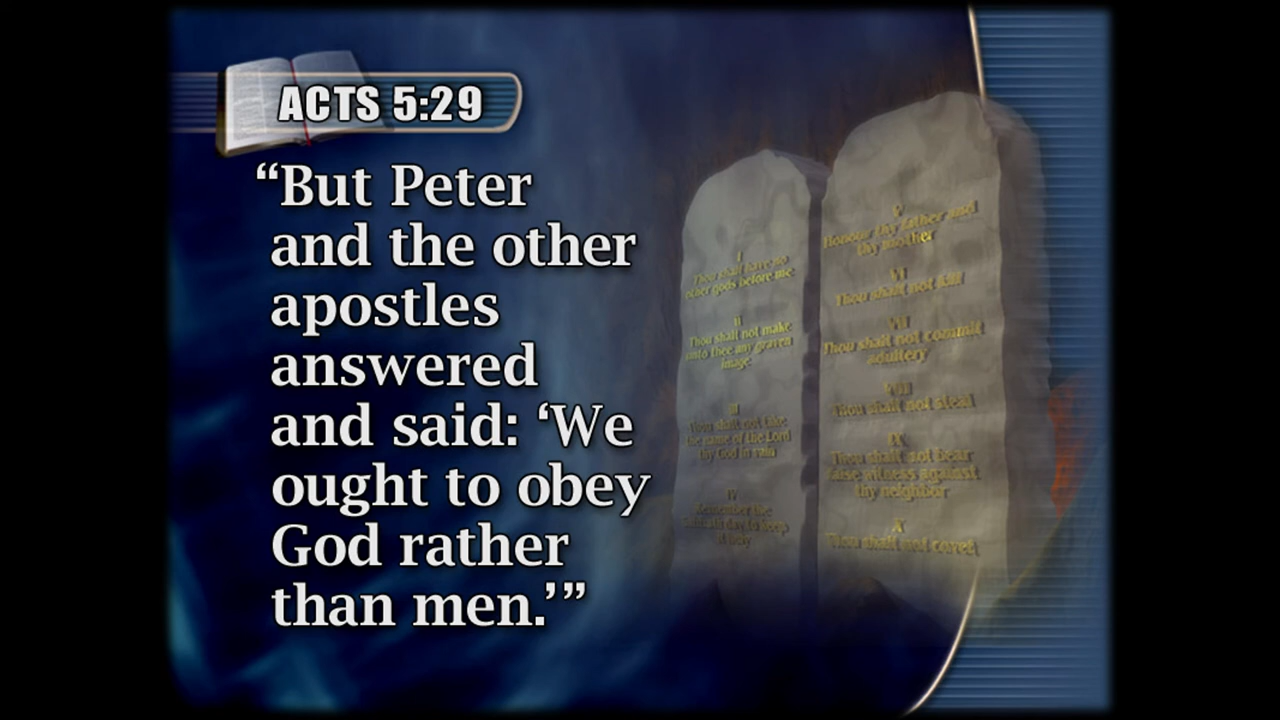 ACTS 5:29
“But Peter
and the other
apostles
answered
and said: ‘We
ought to obey
God rather
than men.’”
I
Thou shalt have no
other gods before me
II
Thou shalt not make
unto thee any graven
image
III
Thou shalt not take
the name of the Lord
thy God in vain
IV
Remember the
Sabbath day, to keep
it holy
V
Honour thy father and
thy mother
VI
Thou shalt not kill
VII
Thou shalt not commit
adultery
VIII
Thou shalt not steal
IX
Thou shalt not bear
false witness against
thy neighbor
X
Thou shalt not covet